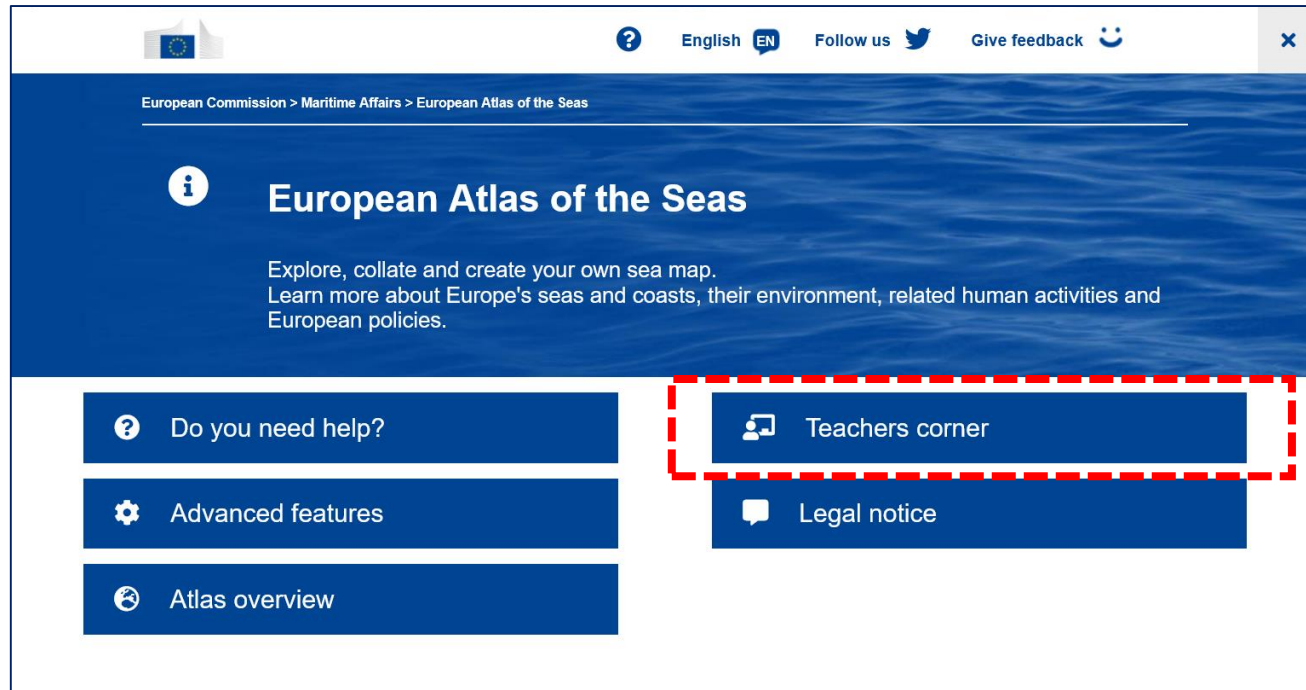 English EN Follow us Give feedback
European Commission > Maritime Affairs > European Atlas of the Seas
European Atlas of the Seas
Explore, collate and create your own sea map.
Learn more about Europe's seas and coasts, their environment, related human activities and
European policies.
Do you need help?
Teachers corner
Advanced features
Legal notice
Atlas overview